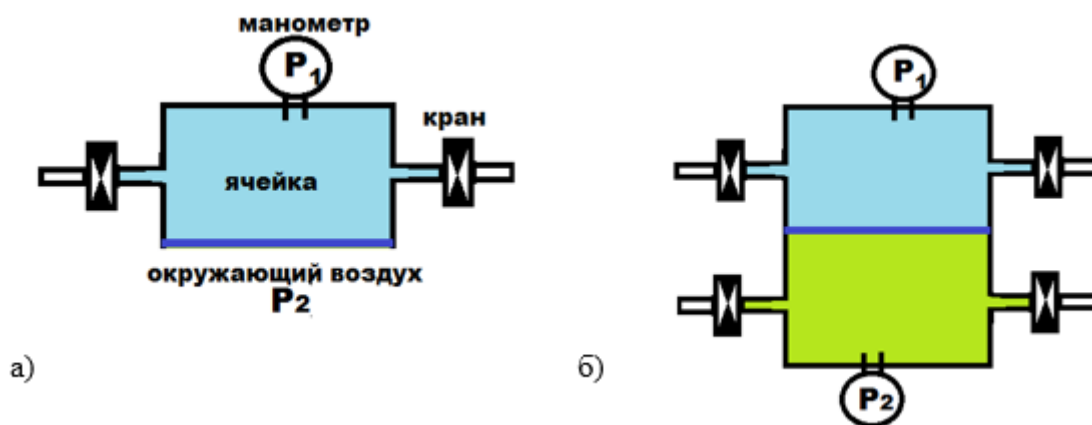 манометр
P1
кран
ячейка
окружающий воздух
P2
а)
P1
P2
б)